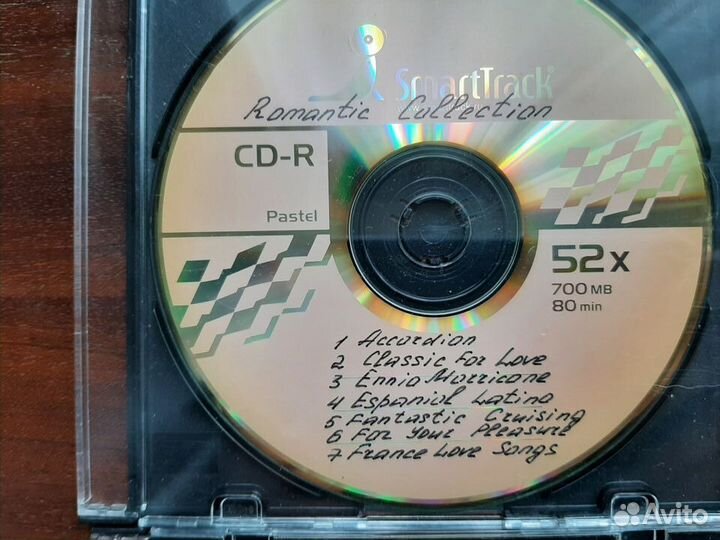 SmartTrack
Romantic Collection
CD-R
Pastel
52x
700 MB
80 min
1 Accordion
2 Classic For Love
3 Ennio Morricone
4 Espaniol Latino
5 Fantastic Cruising
6 For Your Pleasure
7 France Love Songs
Avito